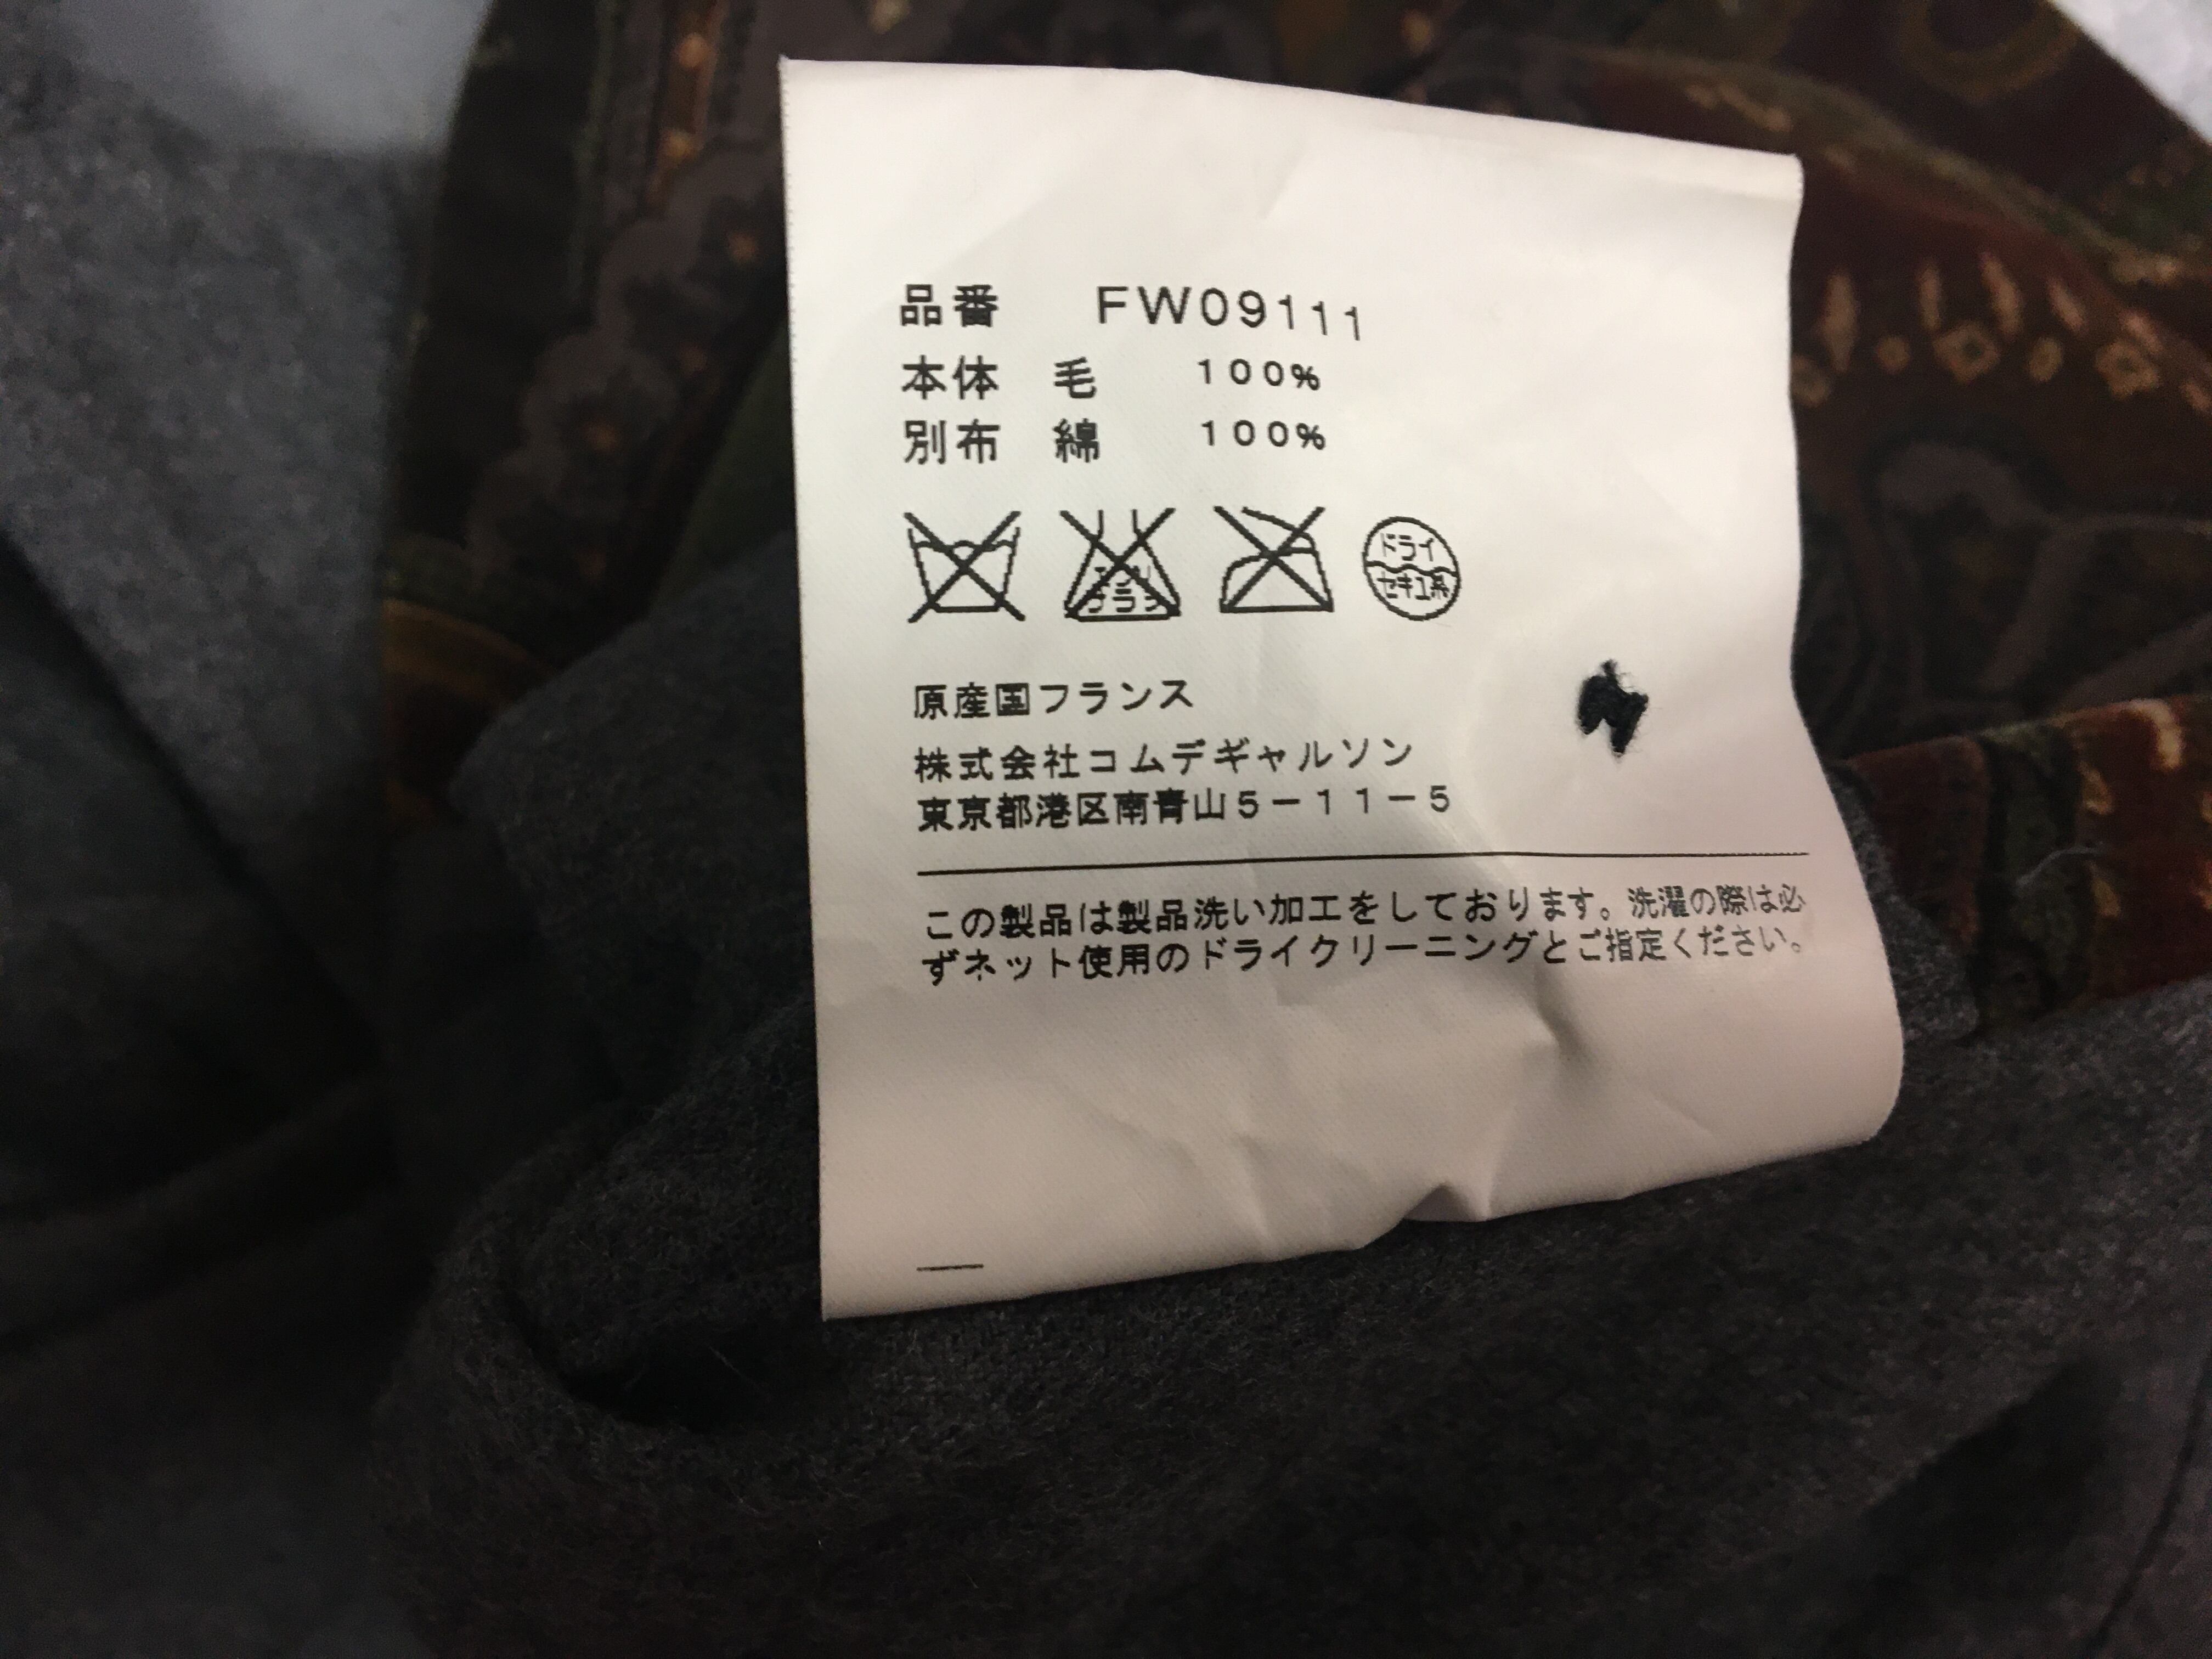 品番 FW09111
本体 毛 100%
別布 綿 100%
ドライ
セキユ系
原産国フランス
株式会社コムデギャルソン
東京都港区南青山5-11-5
この製品は製品洗い加工をしております。洗濯の際は必
ずネット使用のドライクリーニングとご指定ください。